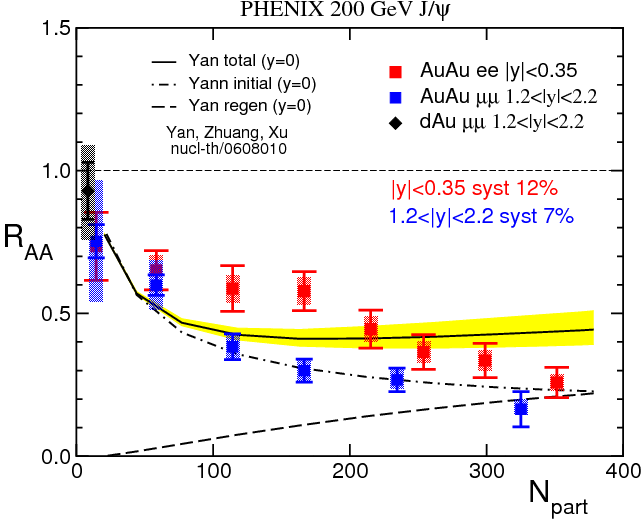 PHENIX 200 GeV J/ψ
1.5
1.0
0.5
0.0
R_AA
Yan total (y=0)
Yann initial (y=0)
Yan regen (y=0)
Yan, Zhuang, Xu
nucl-th/0608010
AuAu ee |y|<0.35
AuAu μμ 1.2<|y|<2.2
dAu μμ 1.2<|y|<2.2
|y|<0.35 syst 12%
1.2<|y|<2.2 syst 7%
0 100 200 300 400
N_part